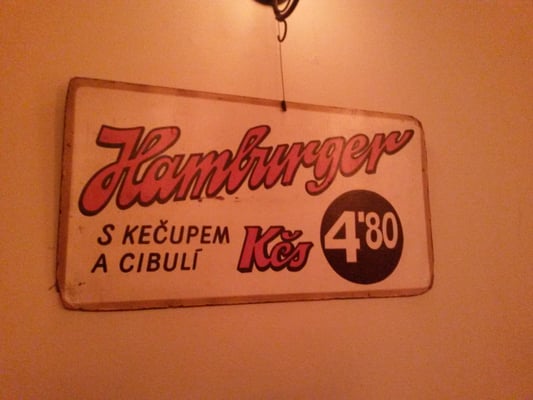 Hamburger
S KEČUPEM
A CIBULÍ
Kčs 4'80